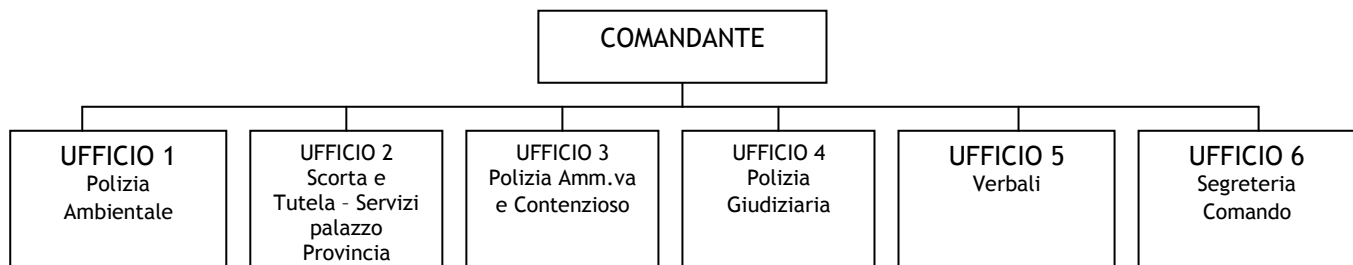 COMANDANTE
UFFICIO 1
Polizia
Ambientale
UFFICIO 2
Scorta e
Tutela – Servizi
palazzo
Provincia
UFFICIO 3
Polizia Amm.va
e Contenzioso
UFFICIO 4
Polizia
Giudiziaria
UFFICIO 5
Verbali
UFFICIO 6
Segreteria
Comando